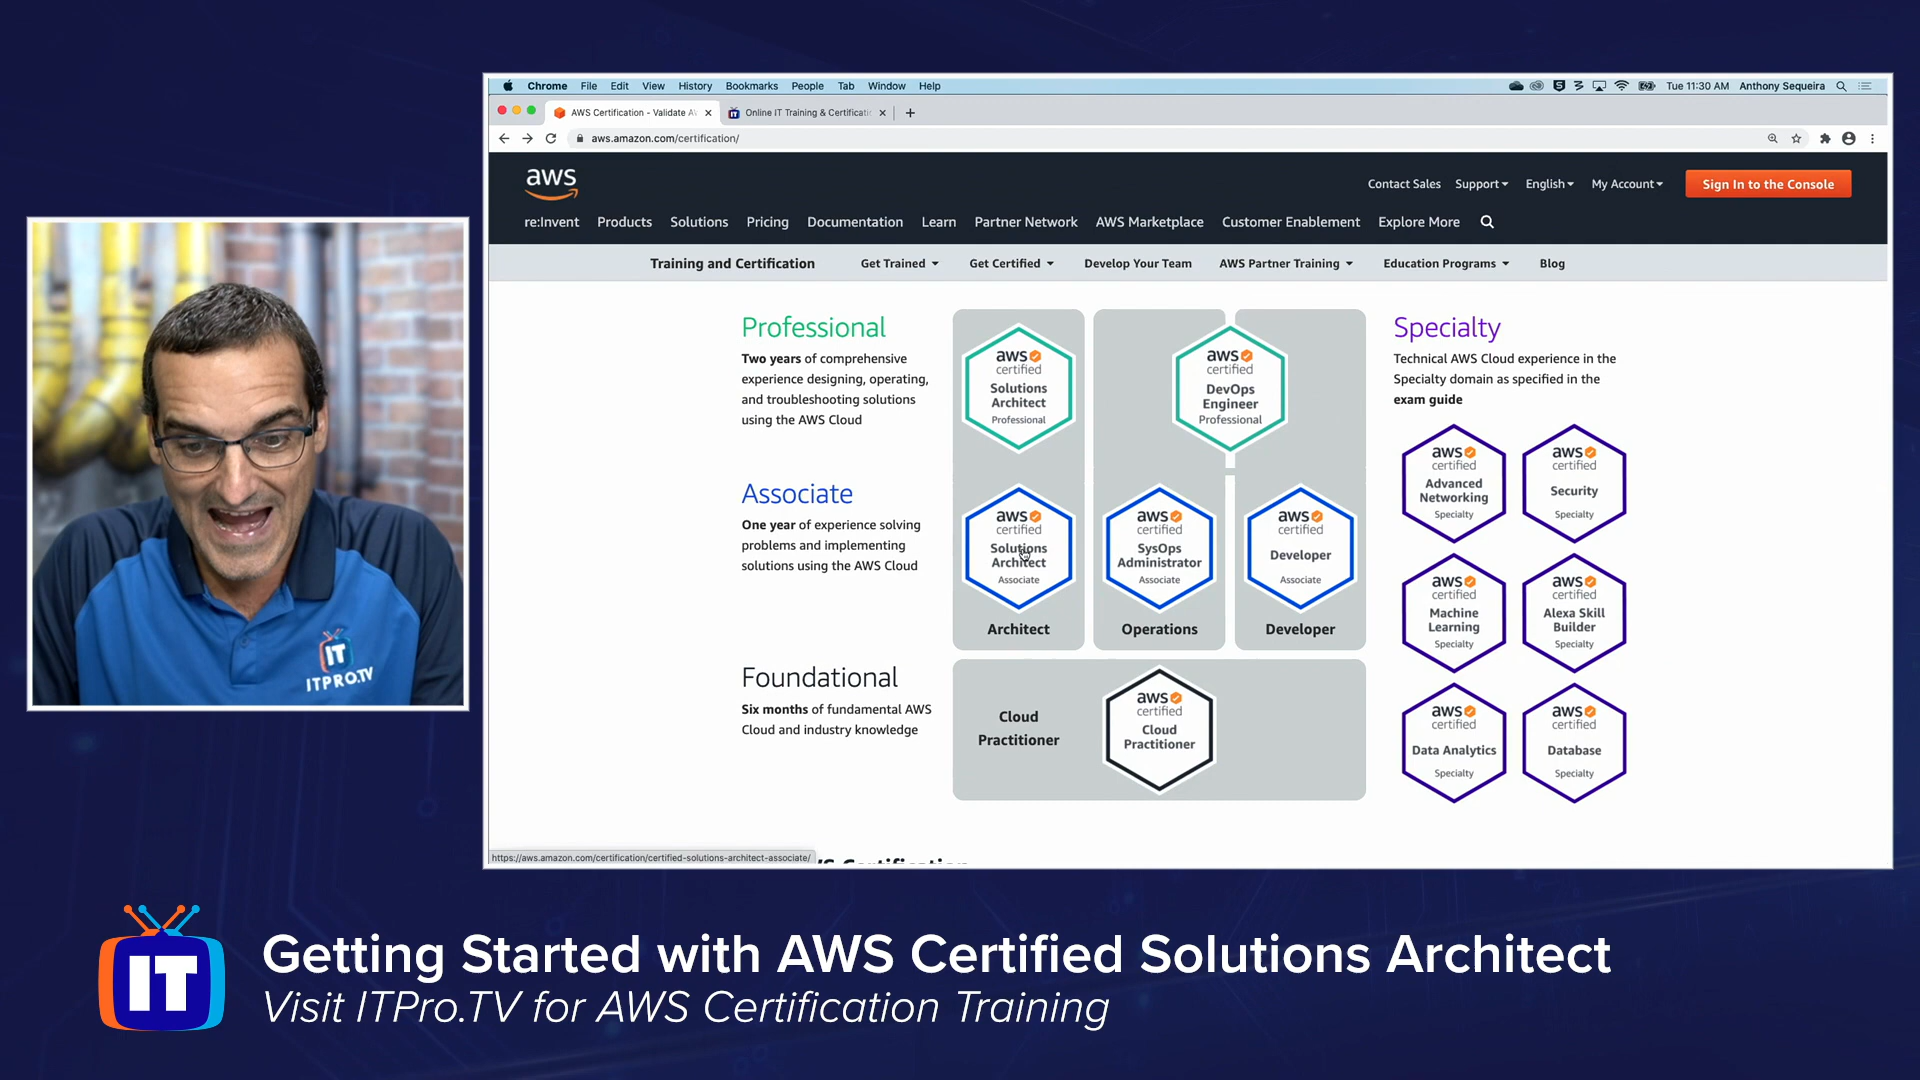 Chrome File Edit View History Bookmarks People Tab Window Help
Tue 11:30 AM Anthony Sequeira
AWS Certification - Validate A
Online IT Training & Certificati
aws.amazon.com/certification/
aws
Contact Sales Support English My Account Sign In to the Console
re:Invent Products Solutions Pricing Documentation Learn Partner Network AWS Marketplace Customer Enablement Explore More
Training and Certification Get Trained Get Certified Develop Your Team AWS Partner Training Education Programs Blog
Professional
Two years of comprehensive
experience designing, operating,
and troubleshooting solutions
using the AWS Cloud
aws
certified
Solutions
Architect
Professional
aws
certified
DevOps
Engineer
Professional
Specialty
Technical AWS Cloud experience in the
Specialty domain as specified in the
exam guide
Associate
One year of experience solving
problems and implementing
solutions using the AWS Cloud
aws
certified
Solutions
Architect
Associate
Architect
aws
certified
SysOps
Administrator
Associate
Operations
aws
certified
Developer
Associate
Developer
aws
certified
Advanced
Networking
Specialty
aws
certified
Security
Specialty
aws
certified
Machine
Learning
Specialty
aws
certified
Alexa Skill
Builder
Specialty
aws
certified
Data Analytics
Specialty
aws
certified
Database
Specialty
Foundational
Six months of fundamental AWS
Cloud and industry knowledge
Cloud
Practitioner
aws
certified
Cloud
Practitioner
https://aws.amazon.com/certification/certified-solutions-architect-associate/
Certification
IT
ITPRO.TV
IT
Getting Started with AWS Certified Solutions Architect
Visit ITPro.TV for AWS Certification Training